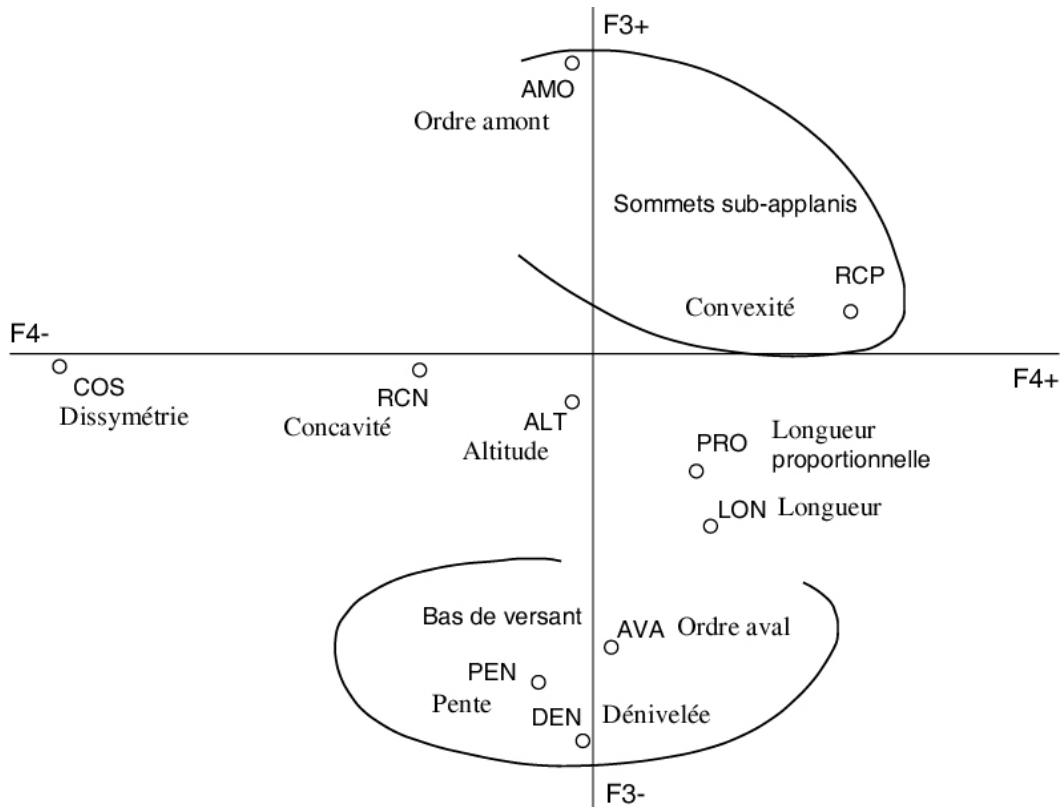 F3+
AMO
Ordre amont
Sommets sub-applanis
RCP
Convexité
F4-
F4+
COS
Dissymétrie
RCN
Concavité
ALT
Altitude
PRO Longueur
proportionnelle
LON Longueur
Bas de versant
AVA Ordre aval
PEN
Pente
DEN Dénivelée
F3-